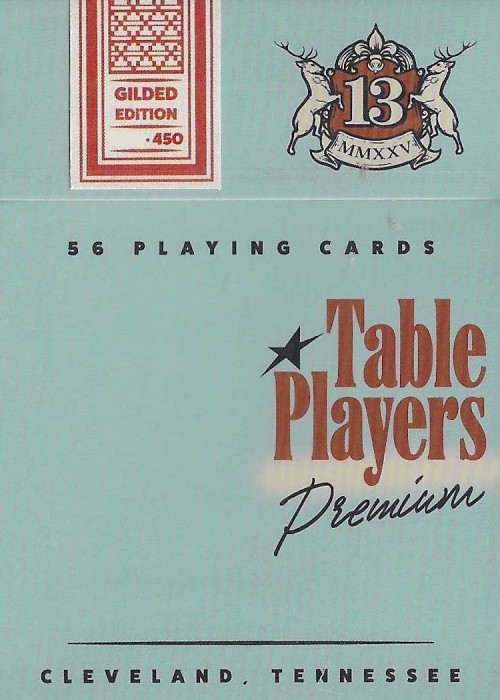 GILDED
EDITION
·450
13
MMXXV
56 PLAYING CARDS
Table
Players
Premium
CLEVELAND, TENNESSEE